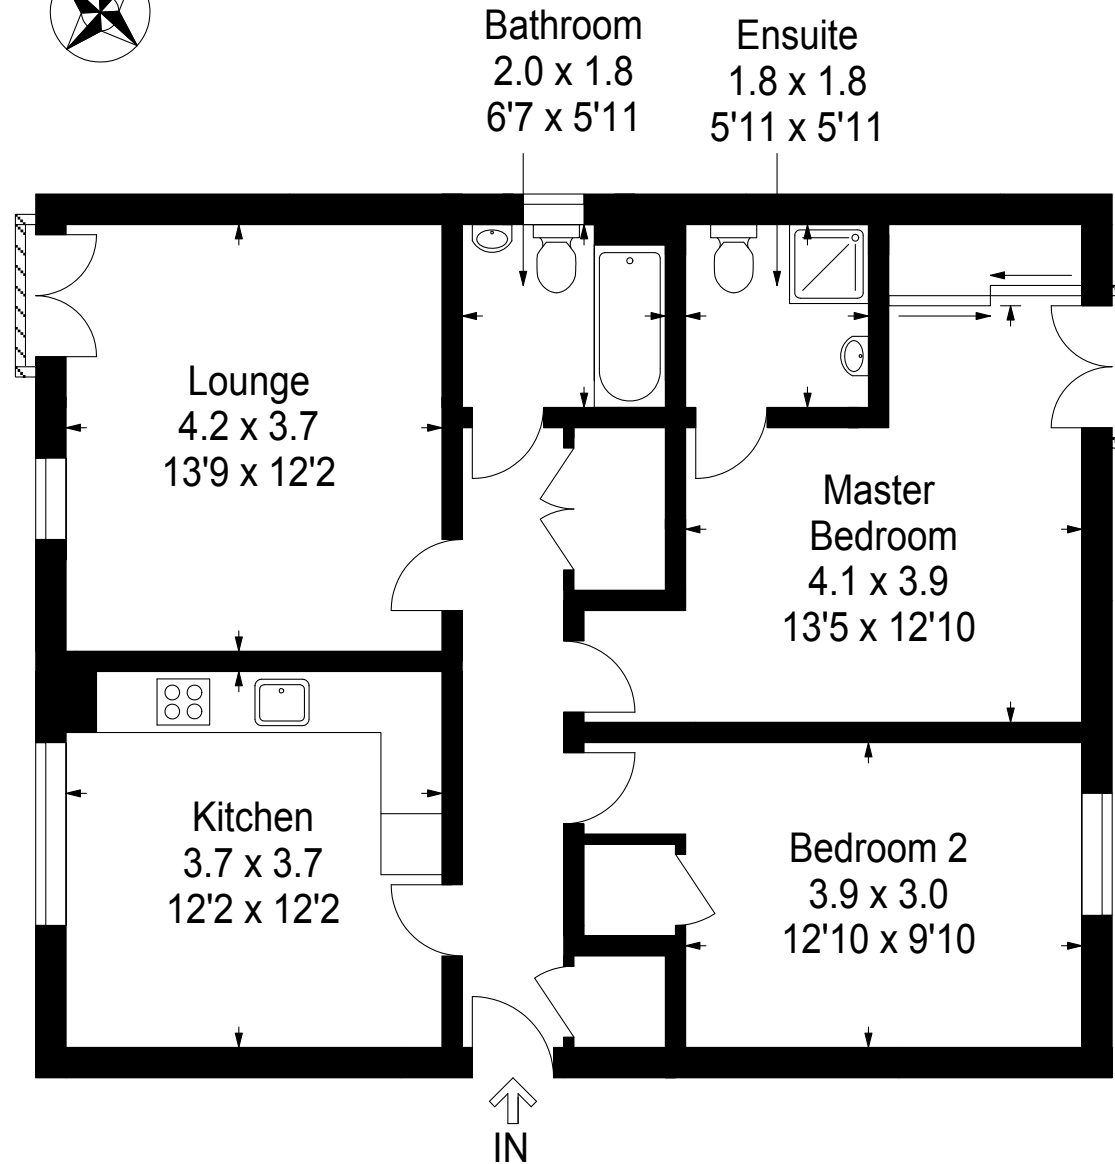 Bathroom
2.0 x 1.8
6'7 x 5'11
Ensuite
1.8 x 1.8
5'11 x 5'11
Lounge
4.2 x 3.7
13'9 x 12'2
Master
Bedroom
4.1 x 3.9
13'5 x 12'10
Kitchen
3.7 x 3.7
12'2 x 12'2
Bedroom 2
3.9 x 3.0
12'10 x 9'10
IN